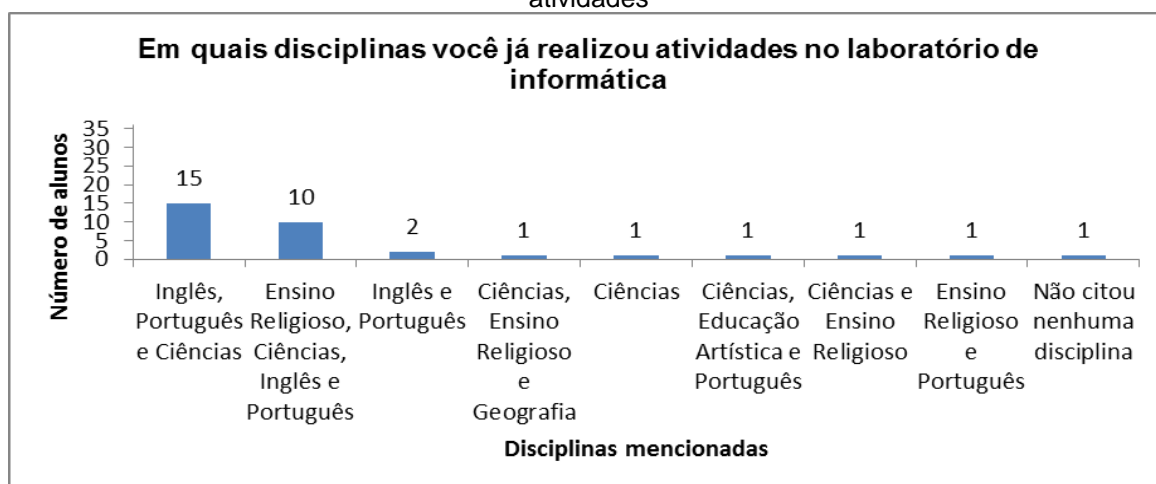 atividades
Em quais disciplinas você já realizou atividades no laboratório de
informática
Número de alunos
35
30
25
20
15
10
5
0
15
10
2
1
1
1
1
1
1
Inglês,
Português
e Ciências
Ensino
Religioso,
Ciências,
Inglês e
Português
Inglês e
Português
Ciências,
Ensino
Religioso
e
Geografia
Ciências
Ciências,
Educação
Artística e
Português
Ciências e
Ensino
Religioso
Ensino
Religioso
e
Português
Não citou
nenhuma
disciplina
Disciplinas mencionadas